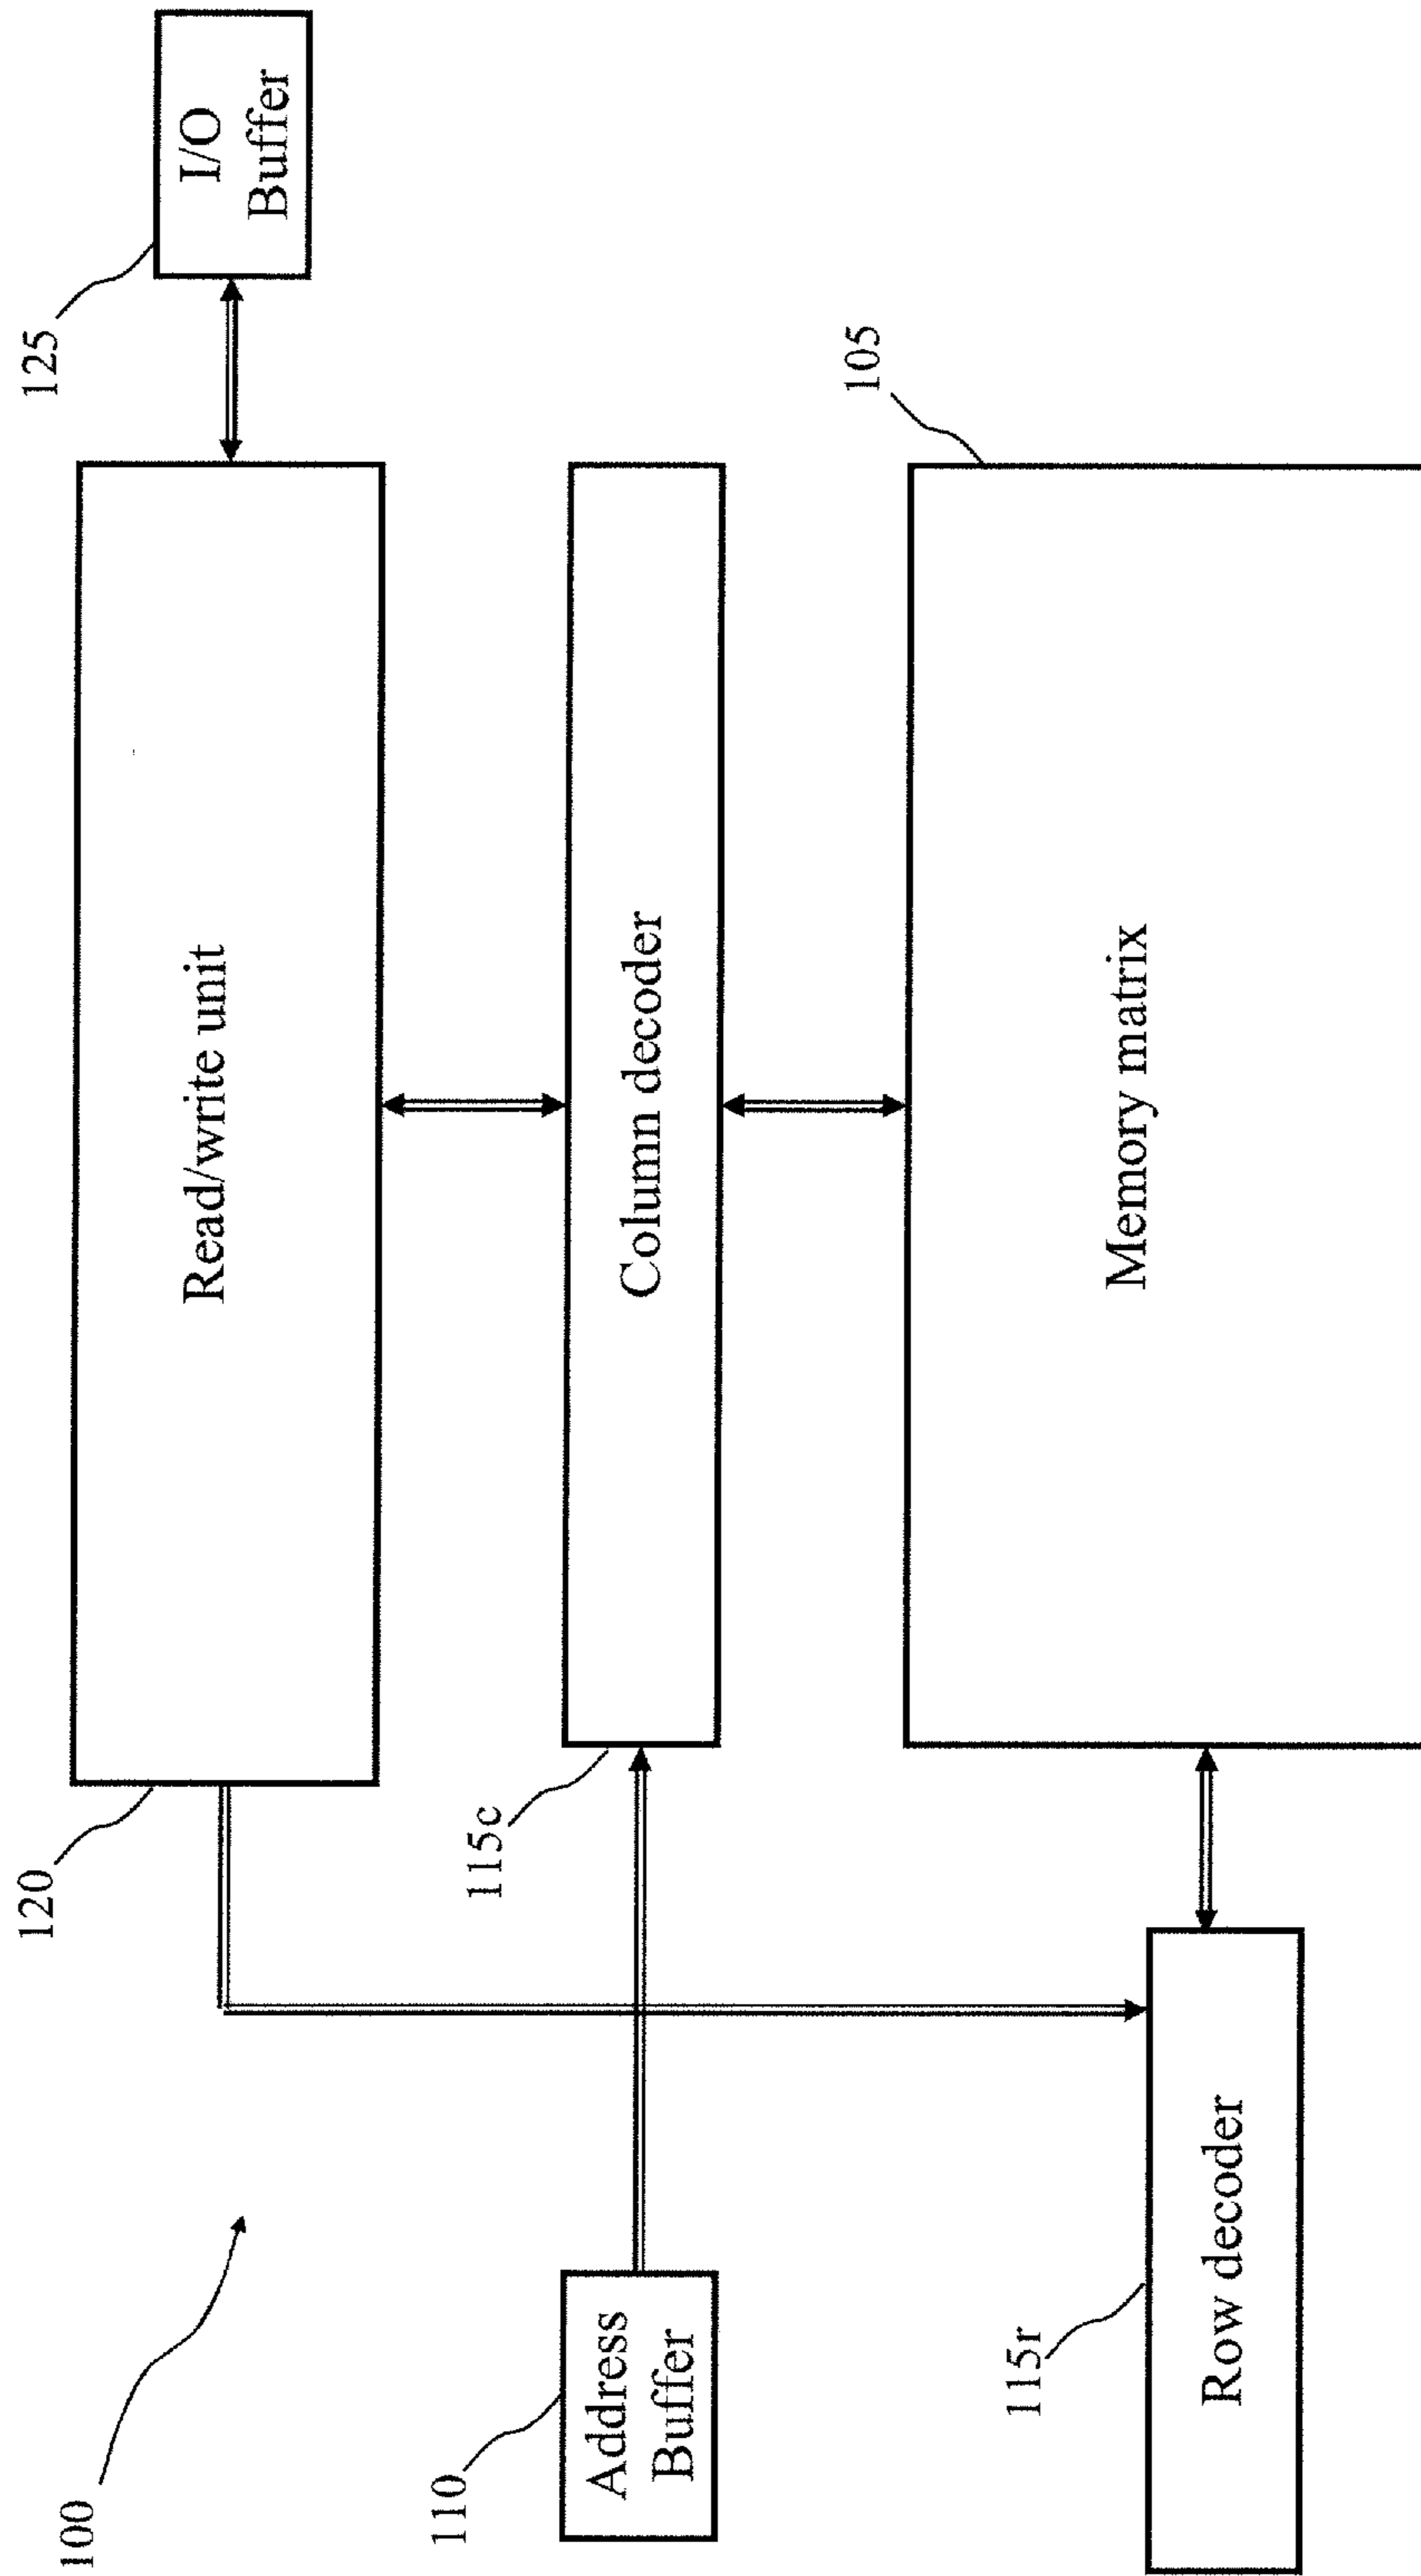 100
120
Read/write unit
125
I/O
Buffer
110
Address
Buffer
115c
Column decoder
105
Memory matrix
115r
Row decoder